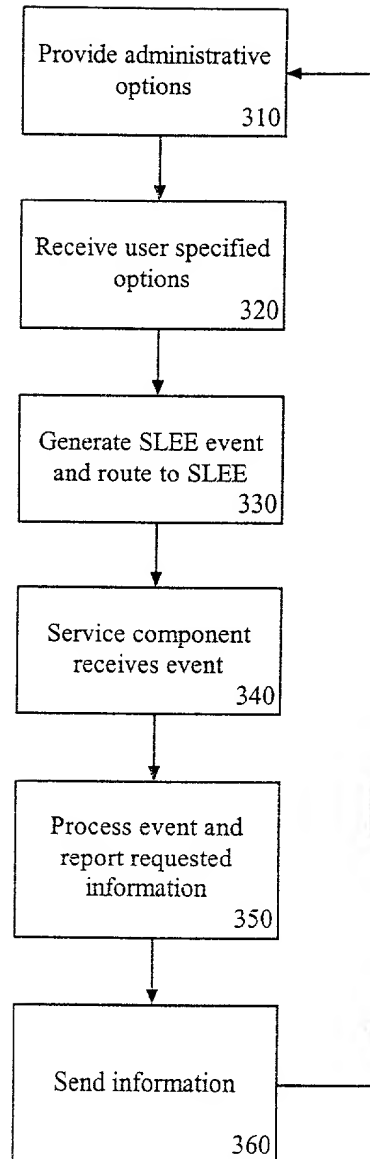 Provide administrative
options
310
Receive user specified
options
320
Generate SLEE event
and route to SLEE
330
Service component
receives event
340
Process event and
report requested
information
350
Send information
360